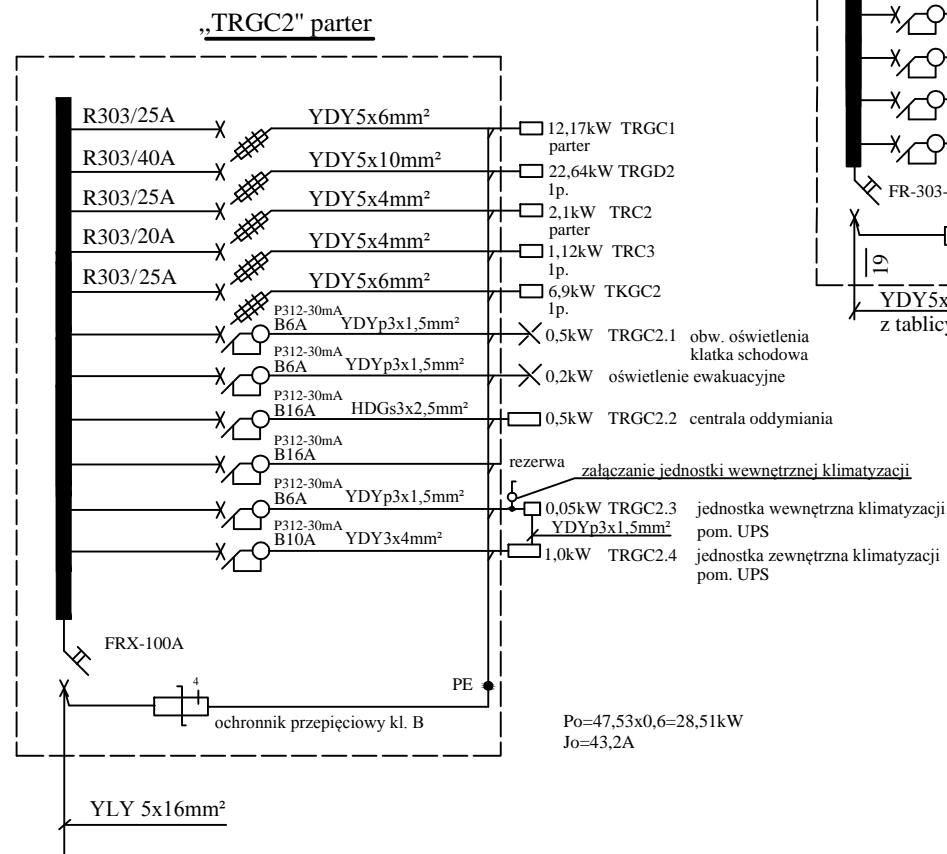 „TRGC2" parter
R303/25A YDY5x6mm² 12,17kW TRGC1
parter
R303/40A YDY5x10mm² 22,64kW TRGD2
1p.
R303/25A YDY5x4mm² 2,1kW TRC2
parter
R303/20A YDY5x4mm² 1,12kW TRC3
1p.
R303/25A YDY5x6mm² 6,9kW TKGC2
1p.
P312-30mA
B6A YDYp3x1,5mm² 0,5kW TRGC2.1 obw. oświetlenia
klatka schodowa
P312-30mA
B6A YDYp3x1,5mm² 0,2kW oświetlenie ewakuacyjne
P312-30mA
B16A HDGs3x2,5mm² 0,5kW TRGC2.2 centrala oddymiania
P312-30mA
B16A rezerwa
załączanie jednostki wewnętrznej klimatyzacji
P312-30mA
B6A YDYp3x1,5mm² 0,05kW TRGC2.3 jednostka wewnętrzna klimatyzacji
YDYp3x1,5mm² pom. UPS
P312-30mA
B10A YDY3x4mm² 1,0kW TRGC2.4 jednostka zewnętrzna klimatyzacji
pom. UPS
FRX-100A
PE
4
ochronnik przepięciowy kl. B
Po=47,53x0,6=28,51kW
Jo=43,2A
YLY 5x16mm²
FR-303-
19
YDY5x
z tablicy